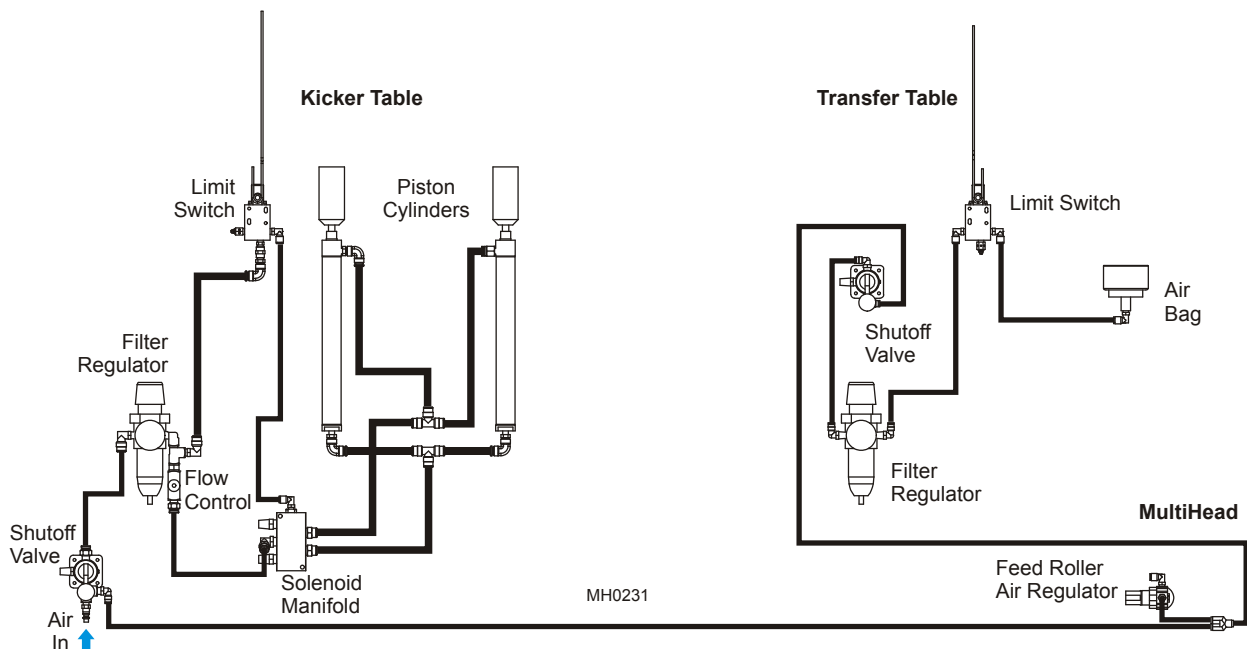 Kicker Table
Transfer Table
Limit
Switch
Piston
Cylinders
Limit Switch
Air
Bag
Shutoff
Valve
Filter
Regulator
Flow
Control
Filter
Regulator
MultiHead
Shutoff
Valve
Solenoid
Manifold
Feed Roller
Air Regulator
MH0231
Air
In